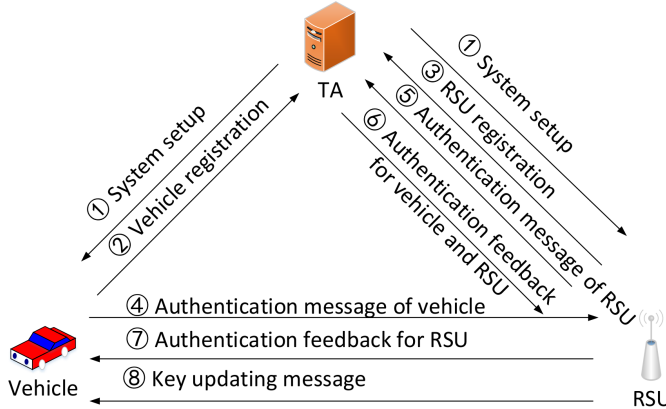 TA
① System setup
② Vehicle registration
① System setup
③ RSU registration
⑤ Authentication message of RSU
⑥ Authentication feedback
for vehicle and RSU
④ Authentication message of vehicle
⑦ Authentication feedback for RSU
⑧ Key updating message
Vehicle
RSU